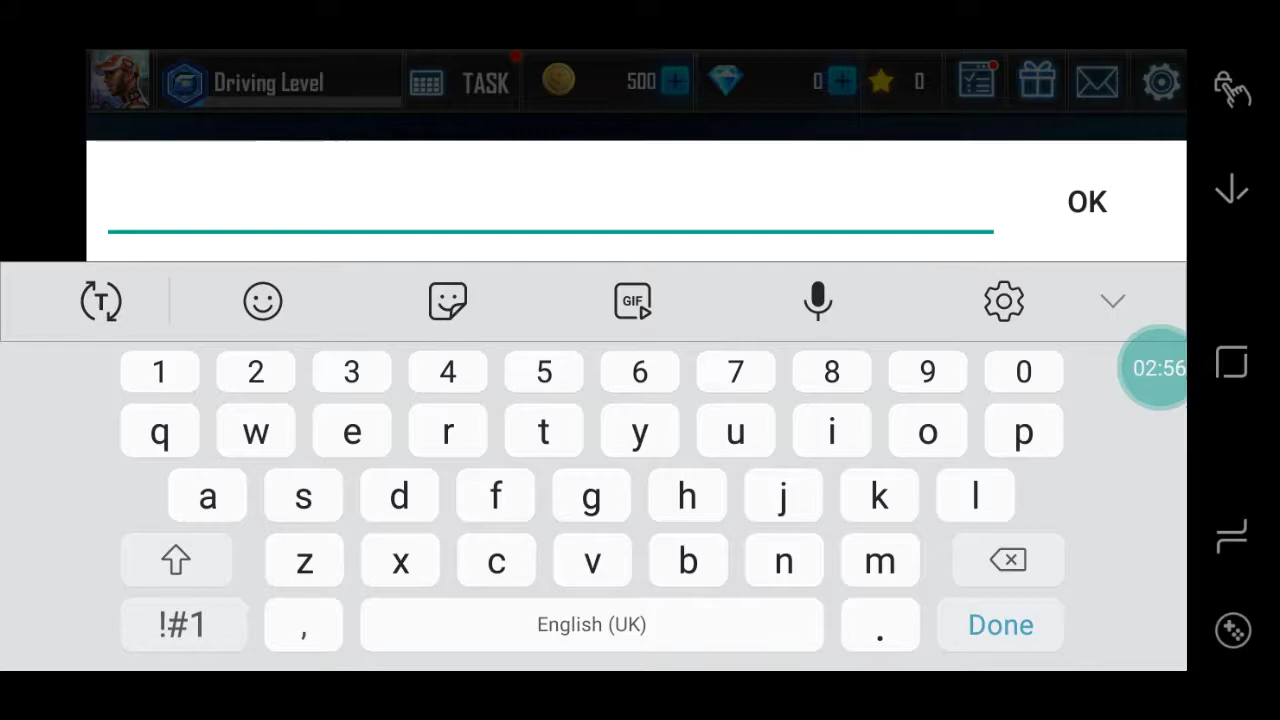 Driving Level TASK 500 0 0
OK
T GIF
1 2 3 4 5 6 7 8 9 0
02:56
q w e r t y u i o p
a s d f g h j k l
z x c v b n m
!#1 , English (UK) . Done